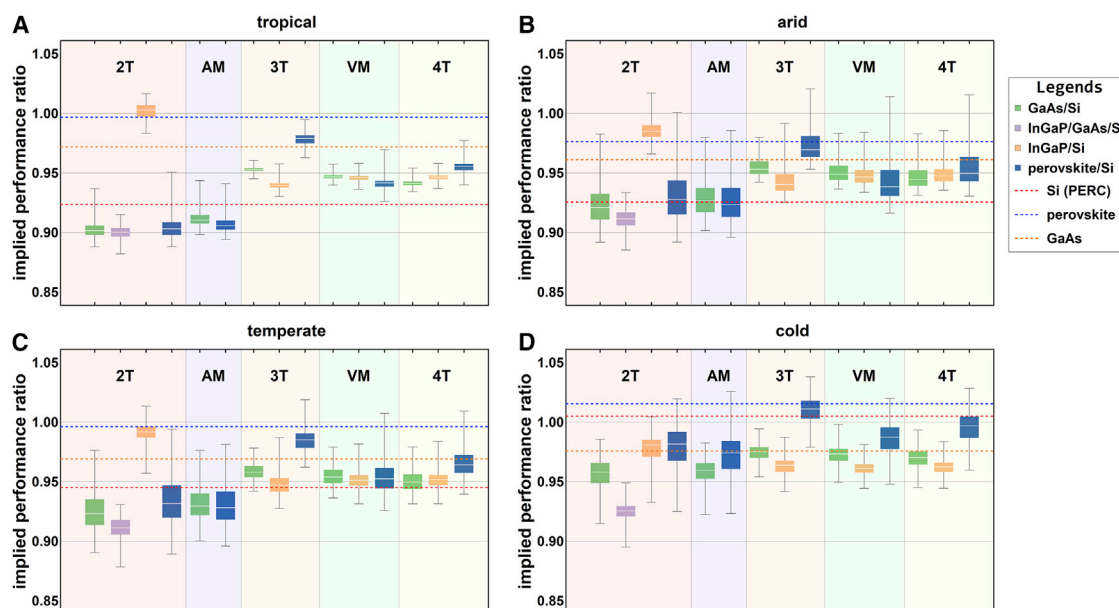 A tropical
B arid
1.05
1.00
0.95
0.90
0.85
implied performance ratio
2T AM 3T VM 4T
1.05
1.00
0.95
0.90
0.85
implied performance ratio
2T AM 3T VM 4T
Legends
GaAs/Si
InGaP/GaAs/S
InGaP/Si
perovskite/Si
Si (PERC)
perovskite
GaAs
C temperate
D cold
1.05
1.00
0.95
0.90
0.85
implied performance ratio
2T AM 3T VM 4T
1.05
1.00
0.95
0.90
0.85
implied performance ratio
2T AM 3T VM 4T